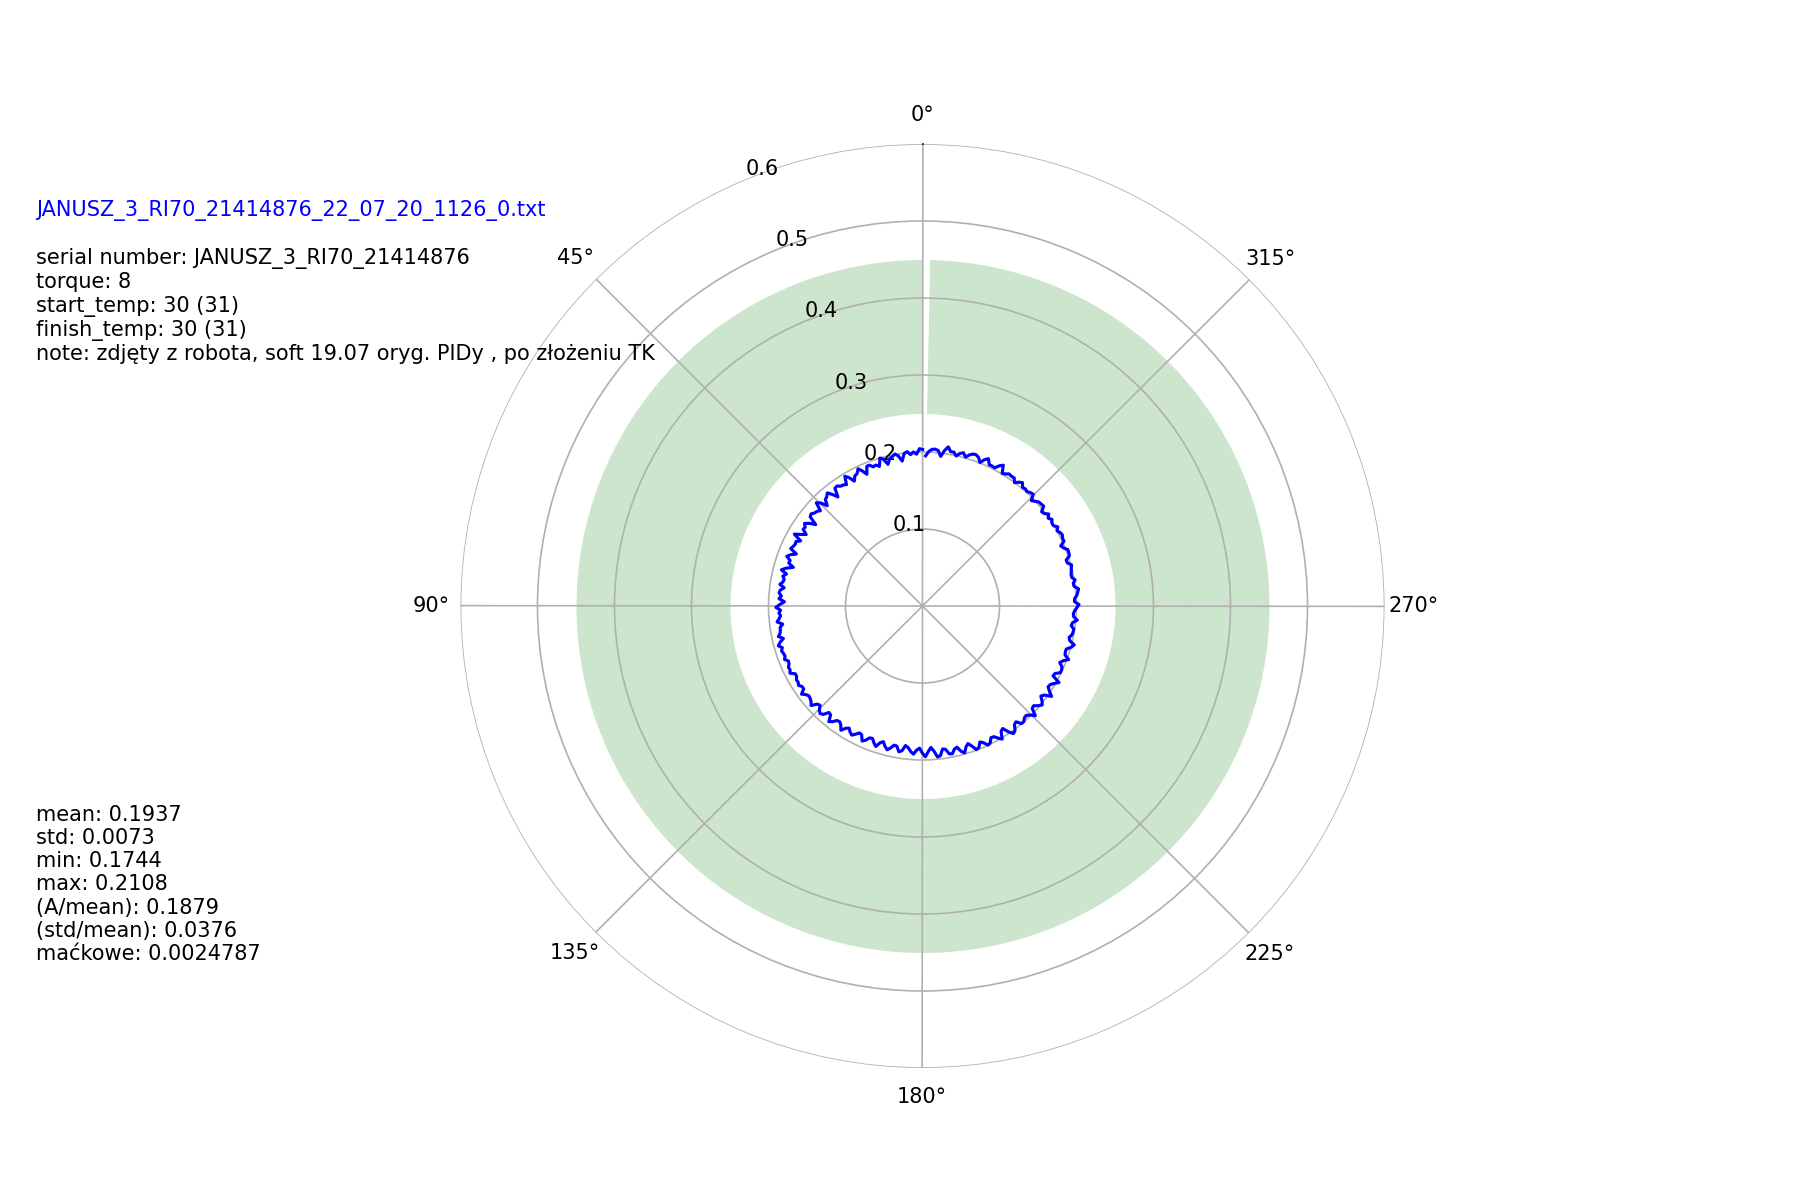 0°
0.6
JANUSZ_3_RI70_21414876_22_07_20_1126_0.txt
0.5
serial number: JANUSZ_3_RI70_21414876
45°
315°
torque: 8
start_temp: 30 (31)
0.4
finish_temp: 30 (31)
note: zdjęty z robota, soft 19.07 oryg. PIDy , po złożeniu TK
0.3
0.2
0.1
90°
270°
mean: 0.1937
std: 0.0073
min: 0.1744
max: 0.2108
(A/mean): 0.1879
(std/mean): 0.0376
maćkowe: 0.0024787
135°
225°
180°